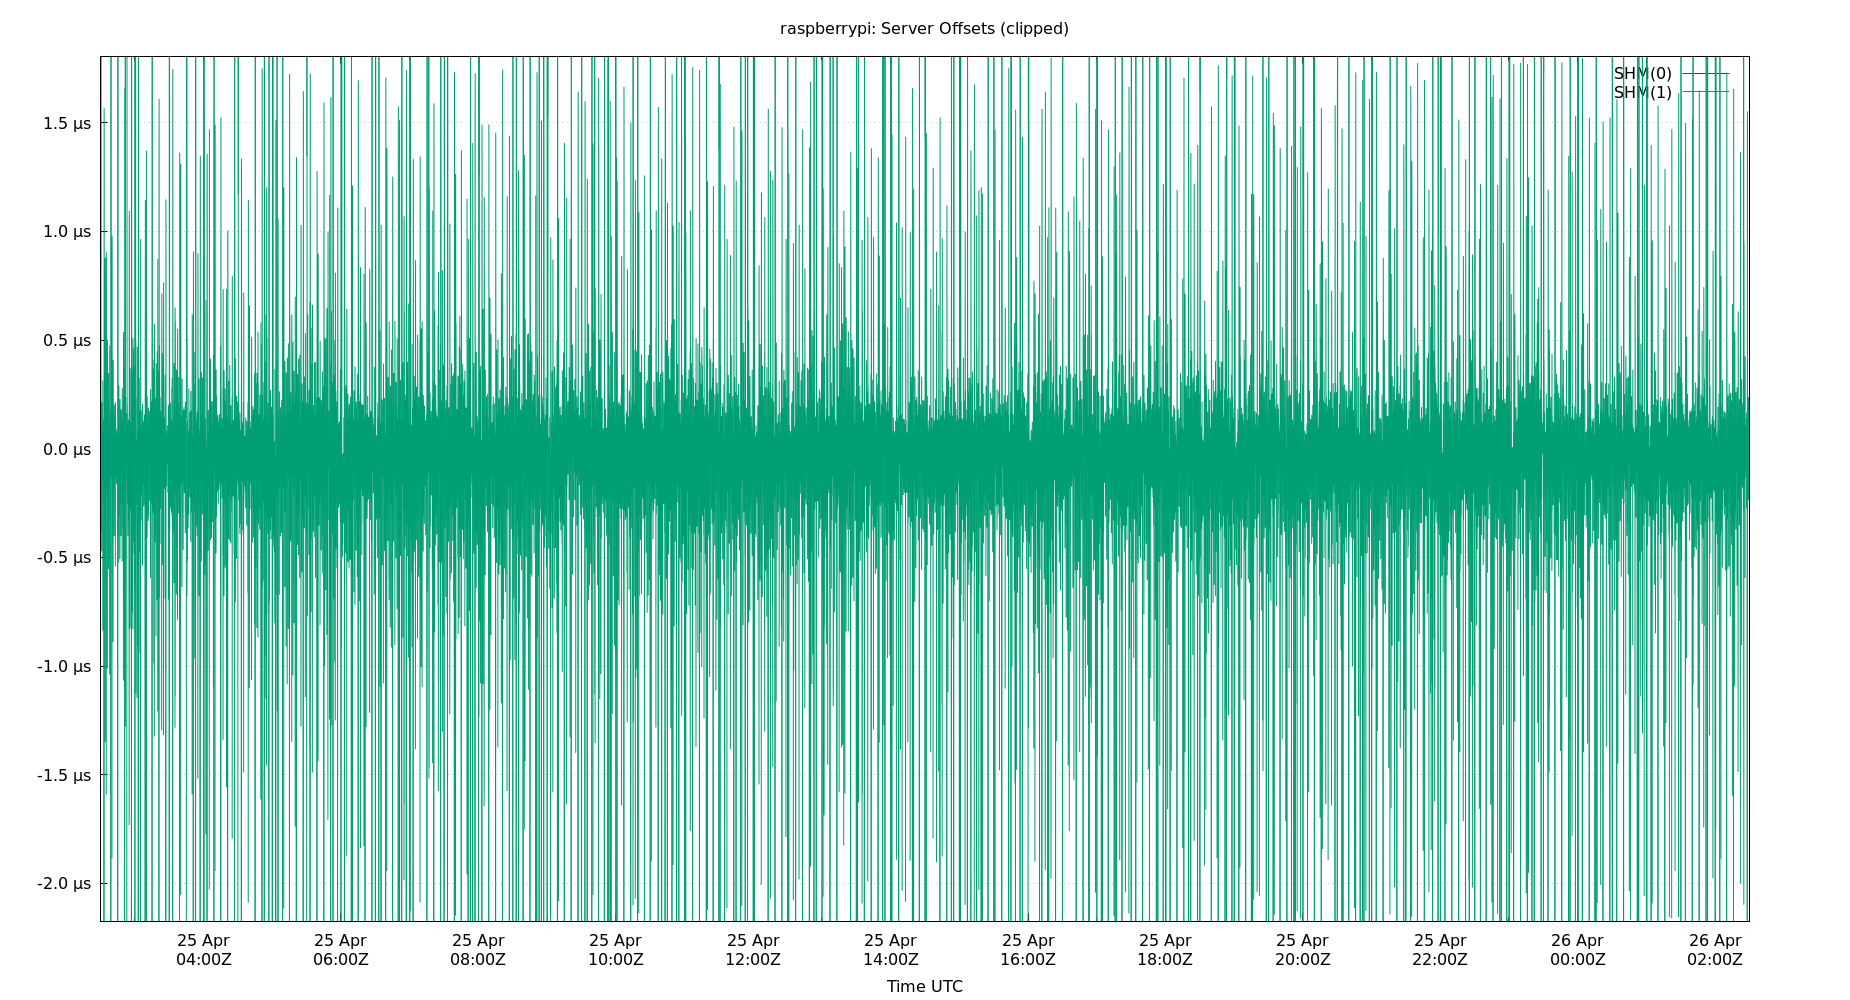 raspberrypi: Server Offsets (clipped)
SHM(0)
SHM(1)
1.5 µs
1.0 µs
0.5 µs
0.0 µs
-0.5 µs
-1.0 µs
-1.5 µs
-2.0 µs
25 Apr 25 Apr 25 Apr 25 Apr 25 Apr 25 Apr 25 Apr 25 Apr 25 Apr 25 Apr 26 Apr 26 Apr
04:00Z 06:00Z 08:00Z 10:00Z 12:00Z 14:00Z 16:00Z 18:00Z 20:00Z 22:00Z 00:00Z 02:00Z
Time UTC